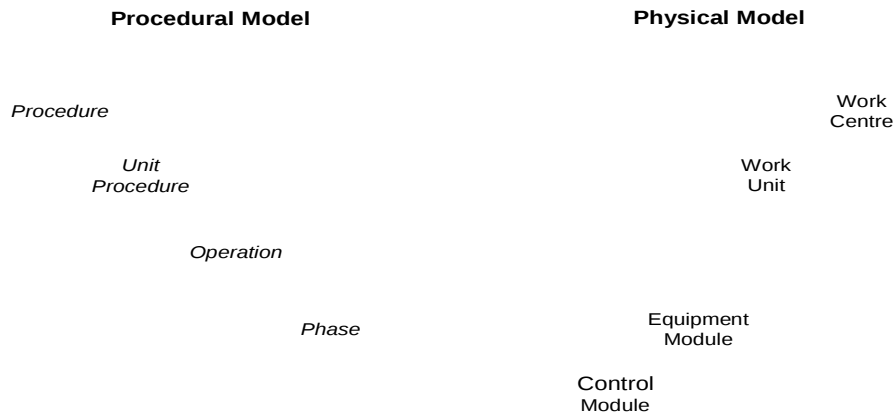 Procedural Model
Physical Model
Procedure
Work
Centre
Unit
Procedure
Work
Unit
Operation
Phase
Equipment
Module
Control
Module